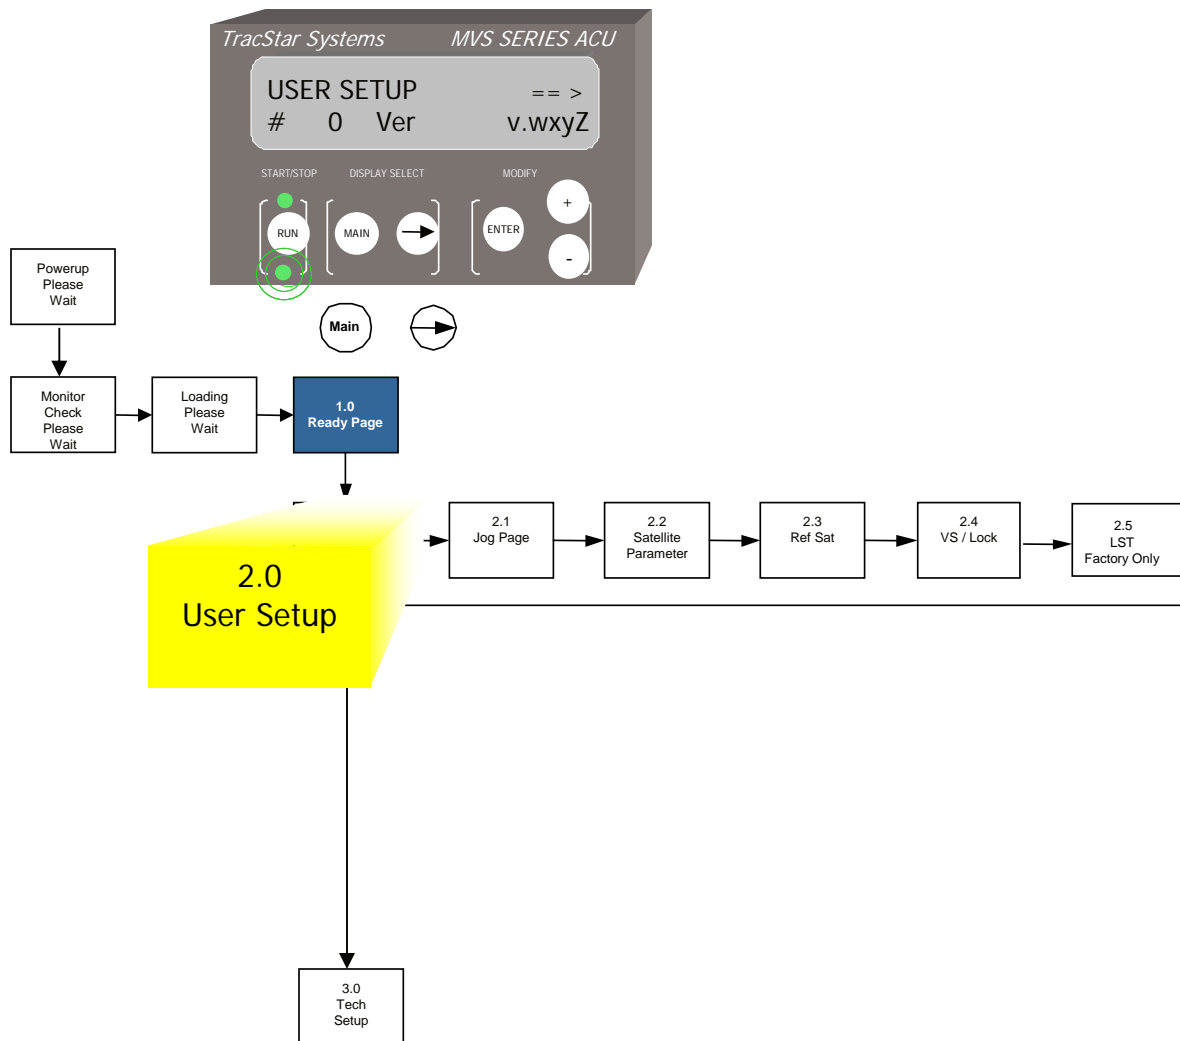 TracStar Systems MVS SERIES ACU
USER SETUP == >
# 0 Ver v.wxyZ
START/STOP DISPLAY SELECT MODIFY
RUN MAIN ENTER +
-
Powerup
Please
Wait
Main
Monitor
Check
Please
Wait
Loading
Please
Wait
1.0
Ready Page
2.0
User Setup
2.1
Jog Page
2.2
Satellite
Parameter
2.3
Ref Sat
2.4
VS / Lock
2.5
LST
Factory Only
3.0
Tech
Setup